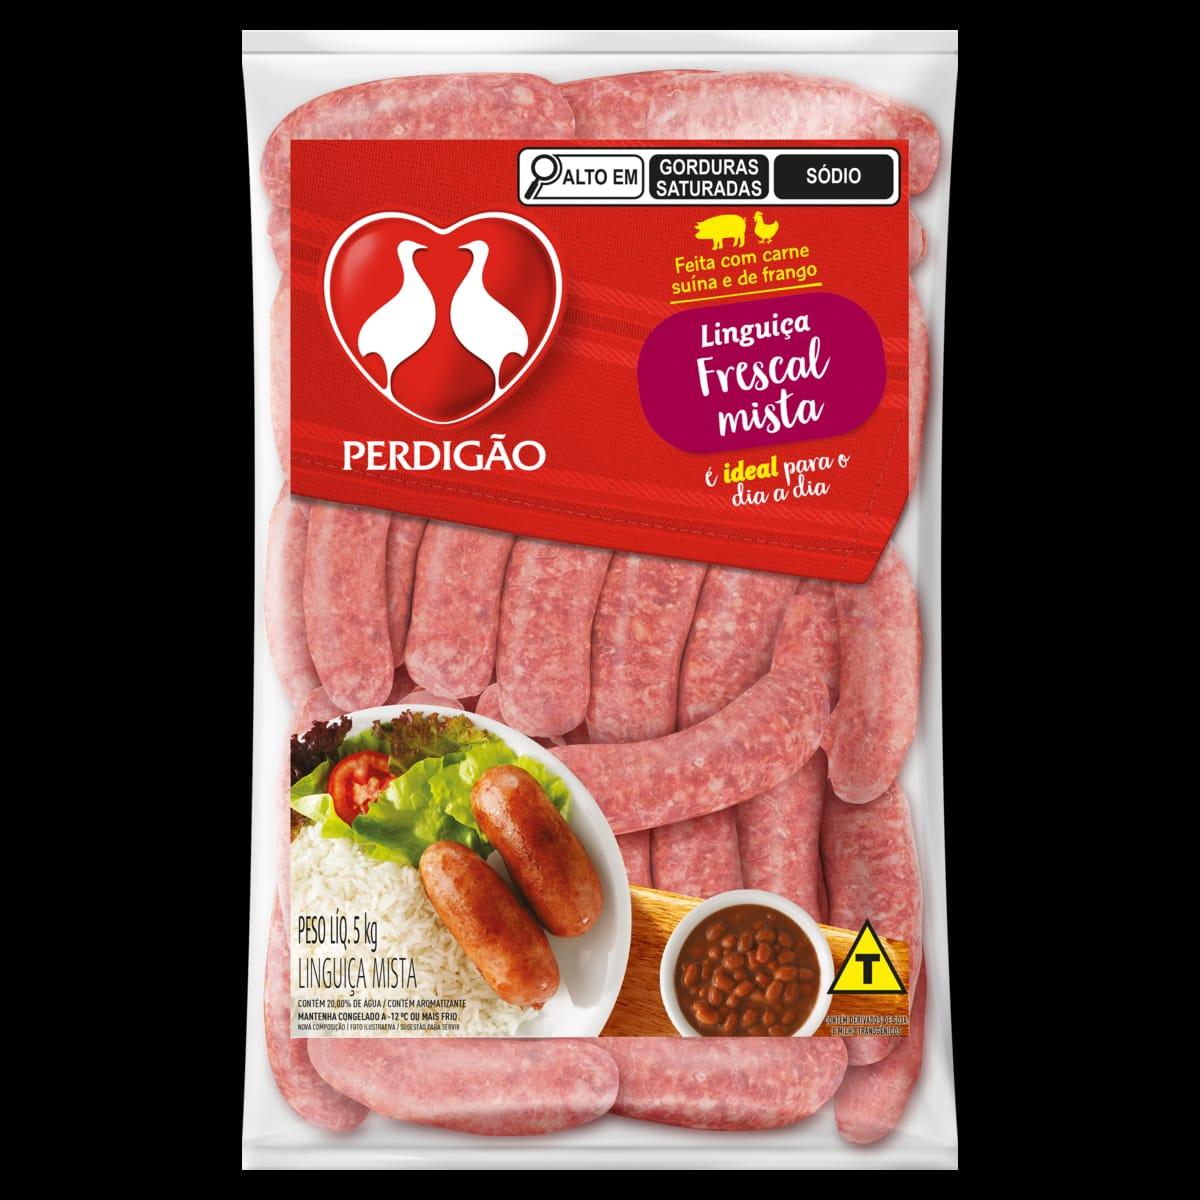 ALTO EM
GORDURAS
SATURADAS
SÓDIO
Feita com carne
suína e de frango
Linguiça
Frescal
mista
é ideal para o
dia a dia
PERDIGÃO
PESO LÍQ. 5 kg
LINGUIÇA MISTA
CONTÉM 20,00% DE ÁGUA / CONTÉM AROMATIZANTE
MANTENHA CONGELADO A -12 ºC OU MAIS FRIO
NOVA COMPOSIÇÃO | FOTO ILUSTRATIVA / SUGESTÃO PARA SERVIR
T
CONTÉM DERIVADOS DE SOJA
E MILHO TRANSGÊNICOS